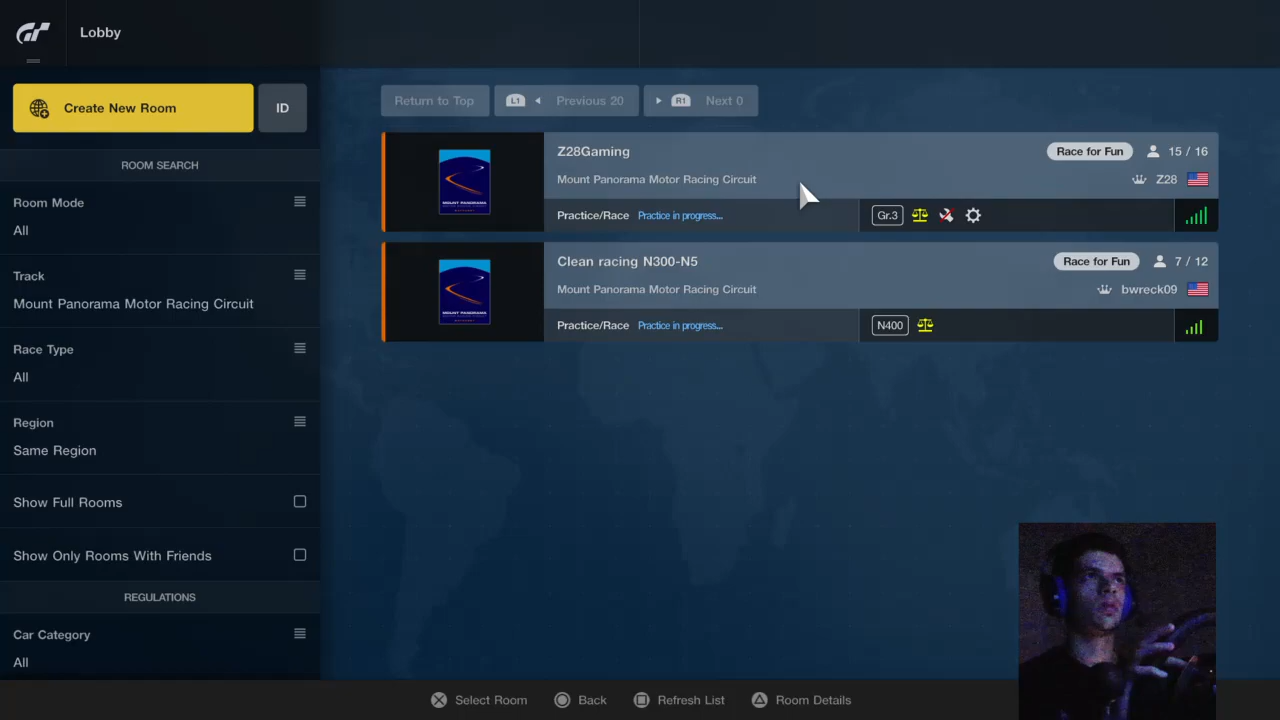 Lobby
Create New Room
ID
ROOM SEARCH
Room Mode
All
Track
Mount Panorama Motor Racing Circuit
Race Type
All
Region
Same Region
Show Full Rooms
Show Only Rooms With Friends
REGULATIONS
Car Category
All
Return to Top
L1 Previous 20
R1 Next 0
Z28Gaming
Race for Fun 15 / 16
Mount Panorama Motor Racing Circuit
Z28
Practice/Race Practice in progress...
Gr.3
MOUNT PANORAMA
Clean racing N300-N5
Race for Fun 7 / 12
Mount Panorama Motor Racing Circuit
bwreck09
Practice/Race Practice in progress...
N400
MOUNT PANORAMA
Select Room
Back
Refresh List
Room Details